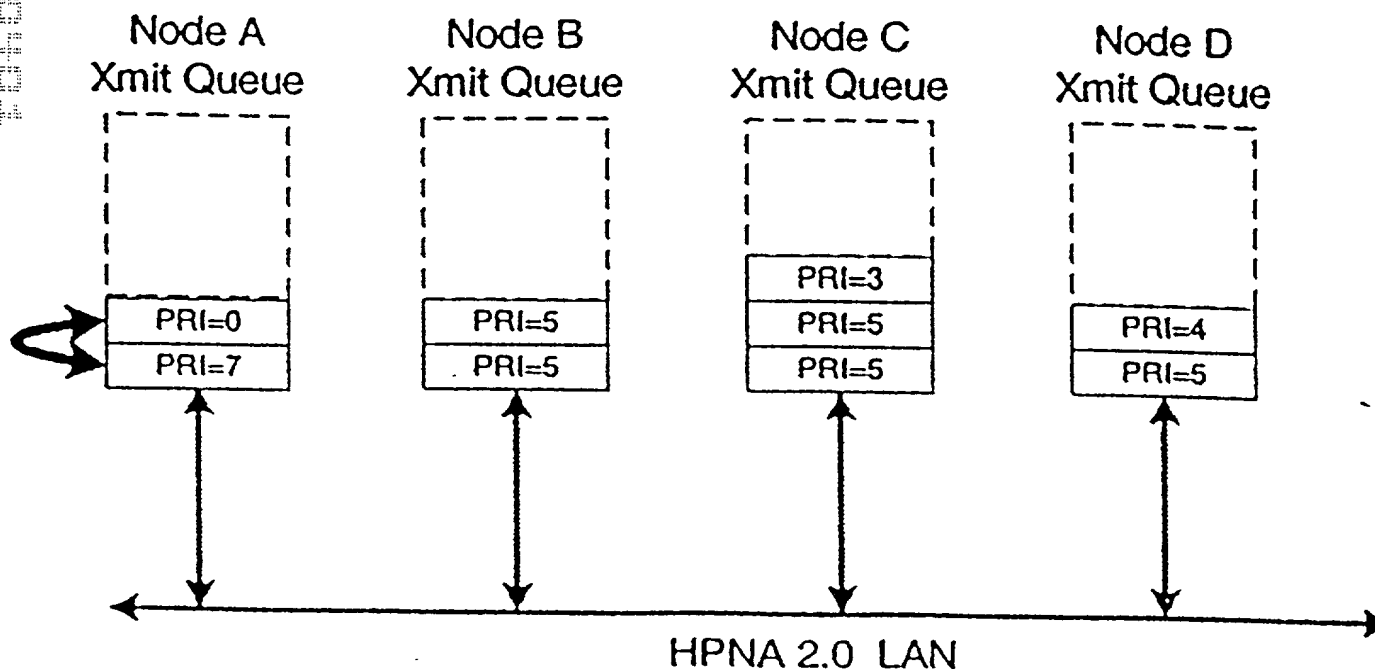 Node A
Xmit Queue
Node B
Xmit Queue
Node C
Xmit Queue
Node D
Xmit Queue
PRI=0
PRI=7
PRI=5
PRI=5
PRI=3
PRI=5
PRI=5
PRI=4
PRI=5
HPNA 2.0 LAN